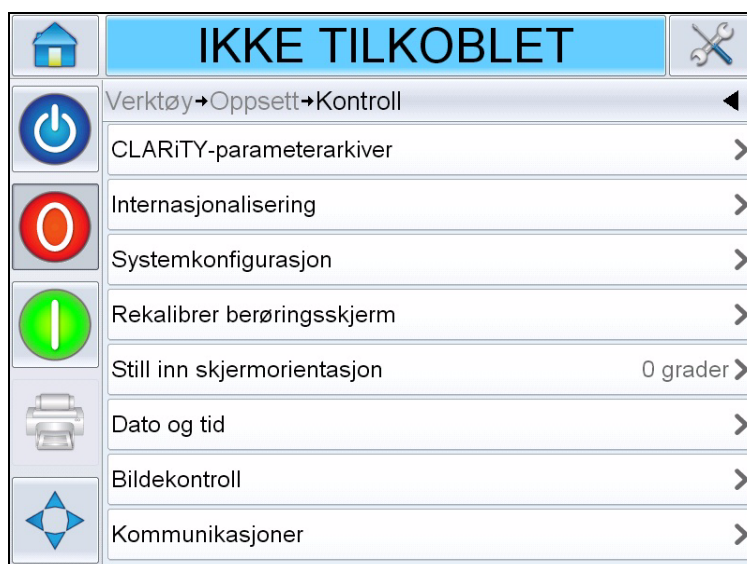 IKKE TILKOBLET
Verktøy→Oppsett→Kontroll
CLARiTY-parameterarkiver
Internasjonalisering
Systemkonfigurasjon
Rekalibrer berøringsskjerm
Still inn skjermorientasjon 0 grader
Dato og tid
Bildekontroll
Kommunikasjoner